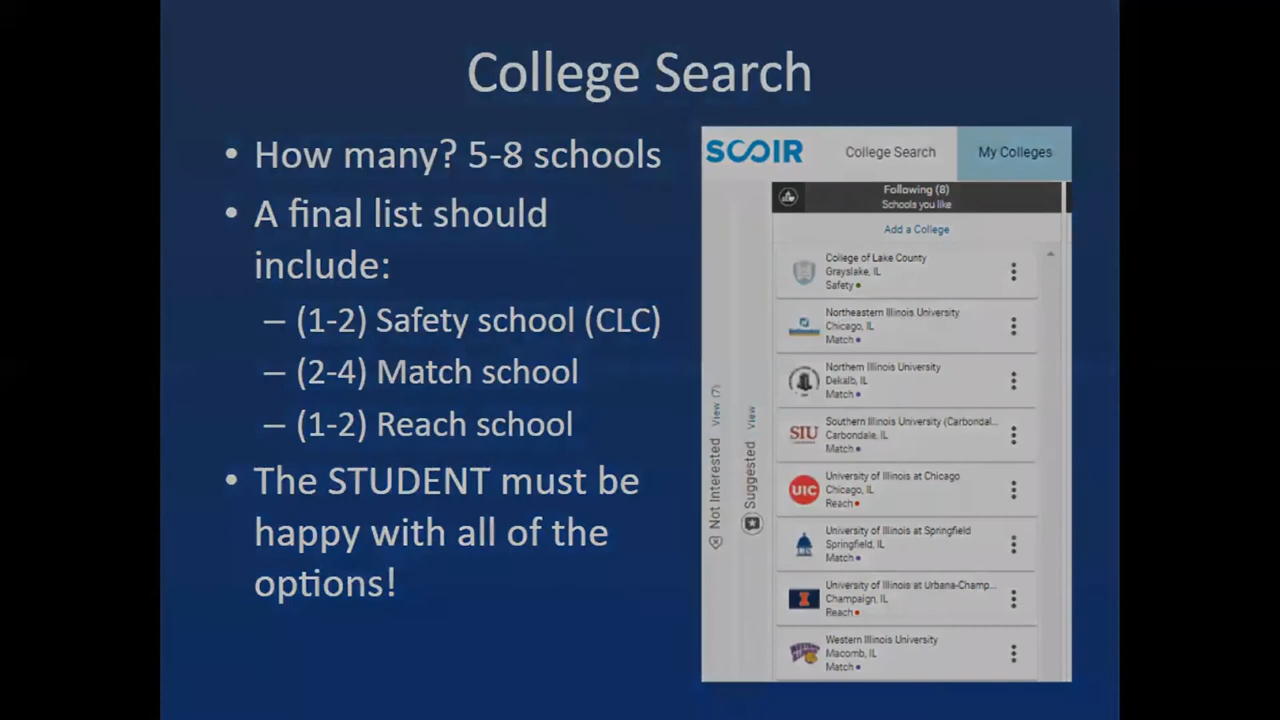 College Search
• How many? 5-8 schools
• A final list should
include:
– (1-2) Safety school (CLC)
– (2-4) Match school
– (1-2) Reach school
• The STUDENT must be
happy with all of the
options!
SCOIR
College Search
My Colleges
Following (8)
Schools you like
Add a College
College of Lake County
Grayslake, IL
Safety
Northeastern Illinois University
Chicago, IL
Match
Northern Illinois University
Dekalb, IL
Match
SIU
Southern Illinois University (Carbondal...
Carbondale, IL
Match
UIC
University of Illinois at Chicago
Chicago, IL
Reach
University of Illinois at Springfield
Springfield, IL
Match
University of Illinois at Urbana-Champ...
Champaign, IL
Reach
Western Illinois University
Macomb, IL
Match
Not Interested View (7)
Suggested View